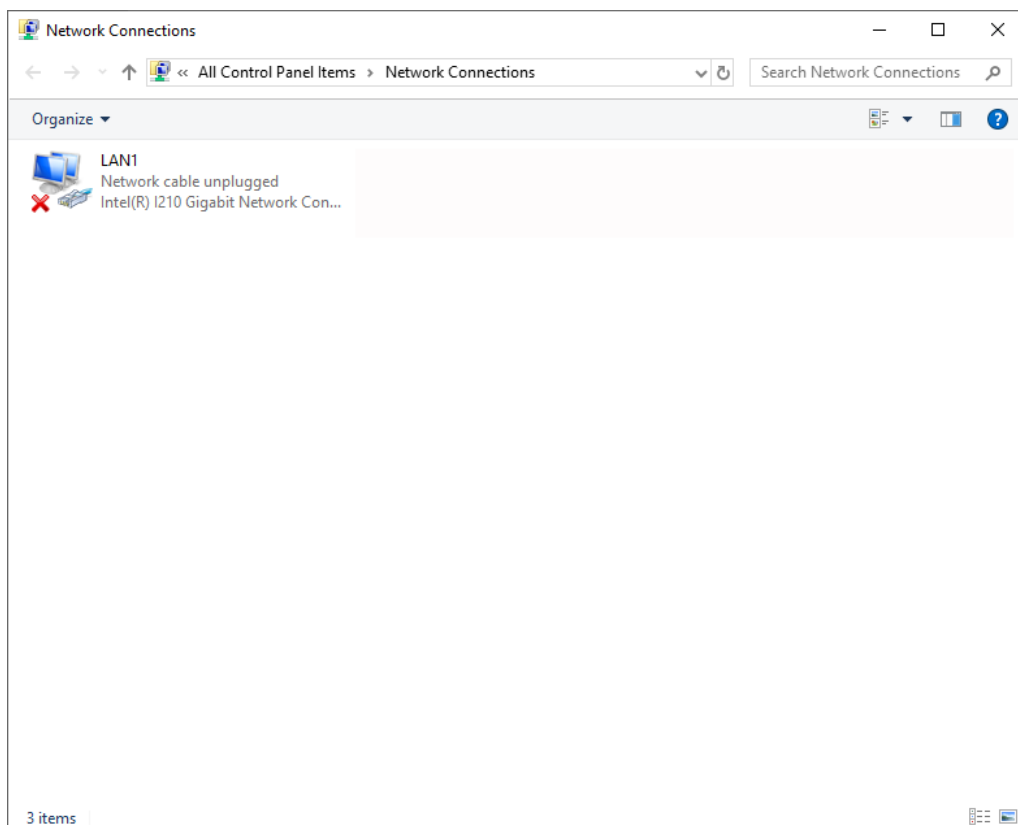 Network Connections
« All Control Panel Items › Network Connections
Search Network Connections
Organize
LAN1
Network cable unplugged
Intel(R) I210 Gigabit Network Con...
3 items